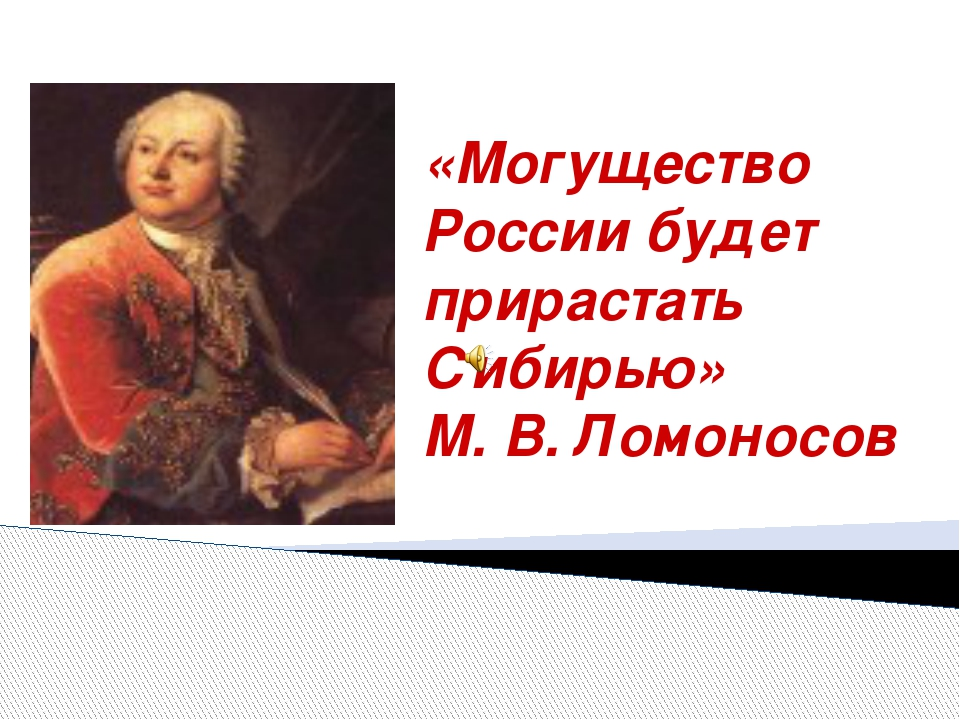 «Могущество
России будет
прирастать
Сибирью»
М. В. Ломоносов